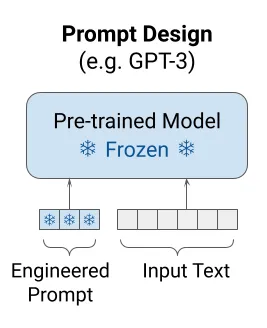 Prompt Design
(e.g. GPT-3)
Pre-trained Model
❄ Frozen ❄
Engineered Prompt
Input Text